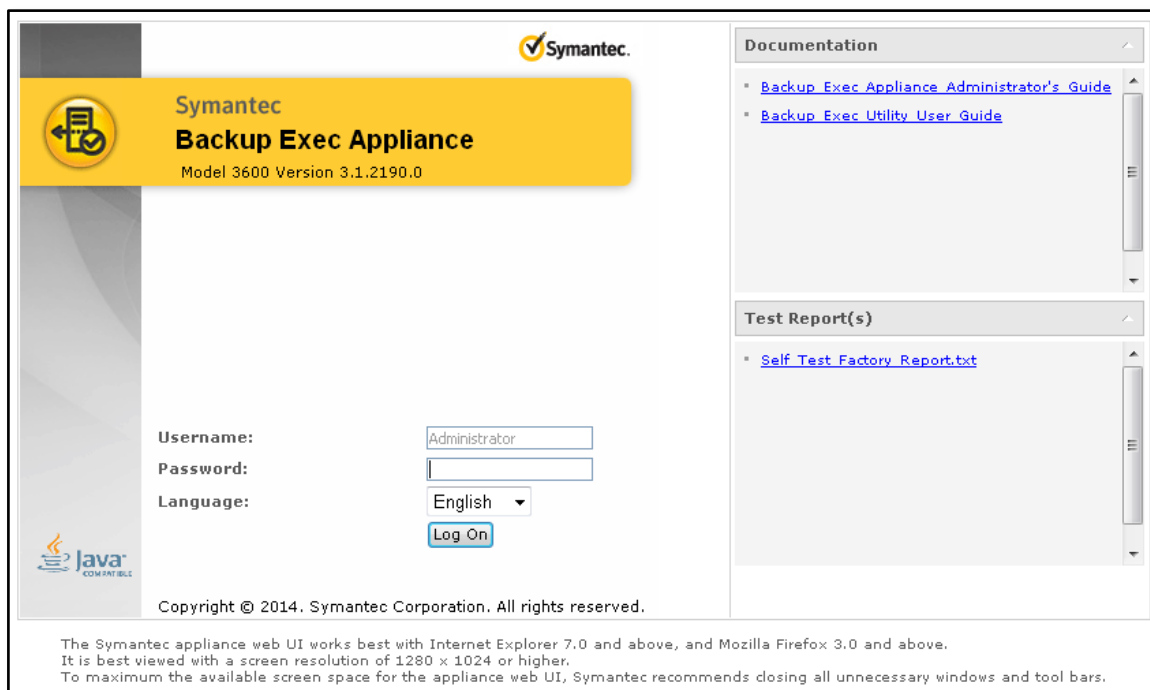 Symantec.
Symantec
Backup Exec Appliance
Model 3600 Version 3.1.2190.0
Username:
Administrator
Password:
Language:
English
Log On
Java
COMPATIBLE
Copyright © 2014. Symantec Corporation. All rights reserved.
Documentation
Backup Exec Appliance Administrator's Guide
Backup Exec Utility User Guide
Test Report(s)
Self Test Factory Report.txt
The Symantec appliance web UI works best with Internet Explorer 7.0 and above, and Mozilla Firefox 3.0 and above.
It is best viewed with a screen resolution of 1280 x 1024 or higher.
To maximum the available screen space for the appliance web UI, Symantec recommends closing all unnecessary windows and tool bars.